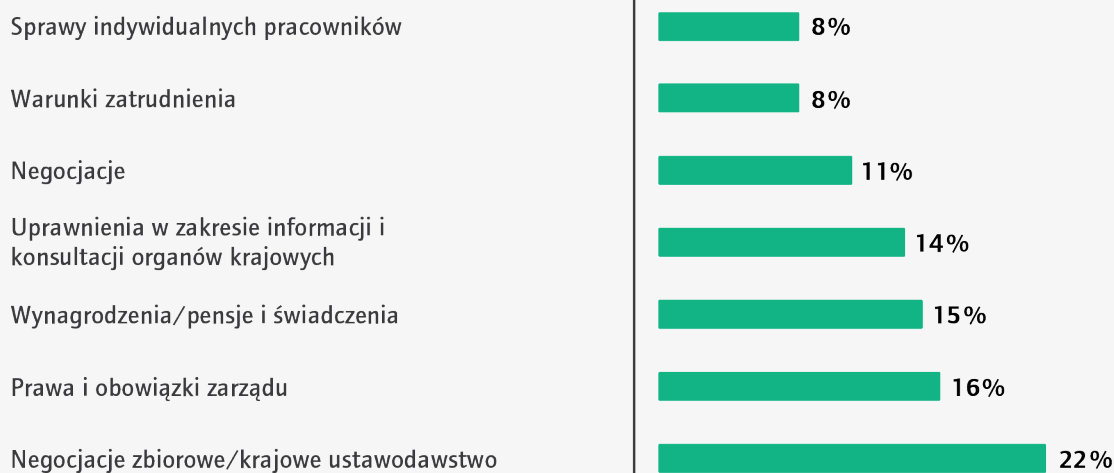 Sprawy indywidualnych pracowników 8%
Warunki zatrudnienia 8%
Negocjacje 11%
Uprawnienia w zakresie informacji i
konsultacji organów krajowych 14%
Wynagrodzenia/pensje i świadczenia 15%
Prawa i obowiązki zarządu 16%
Negocjacje zbiorowe/krajowe ustawodawstwo 22%